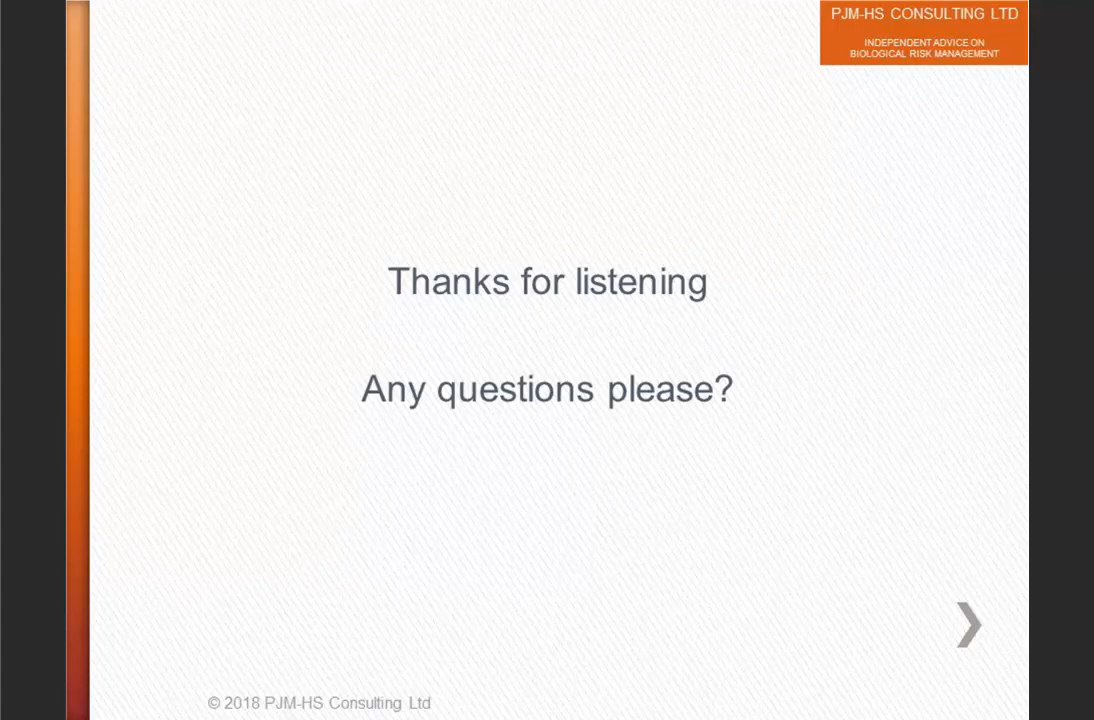 PJM-HS CONSULTING LTD
INDEPENDENT ADVICE ON
BIOLOGICAL RISK MANAGEMENT
Thanks for listening
Any questions please?
© 2018 PJM-HS Consulting Ltd